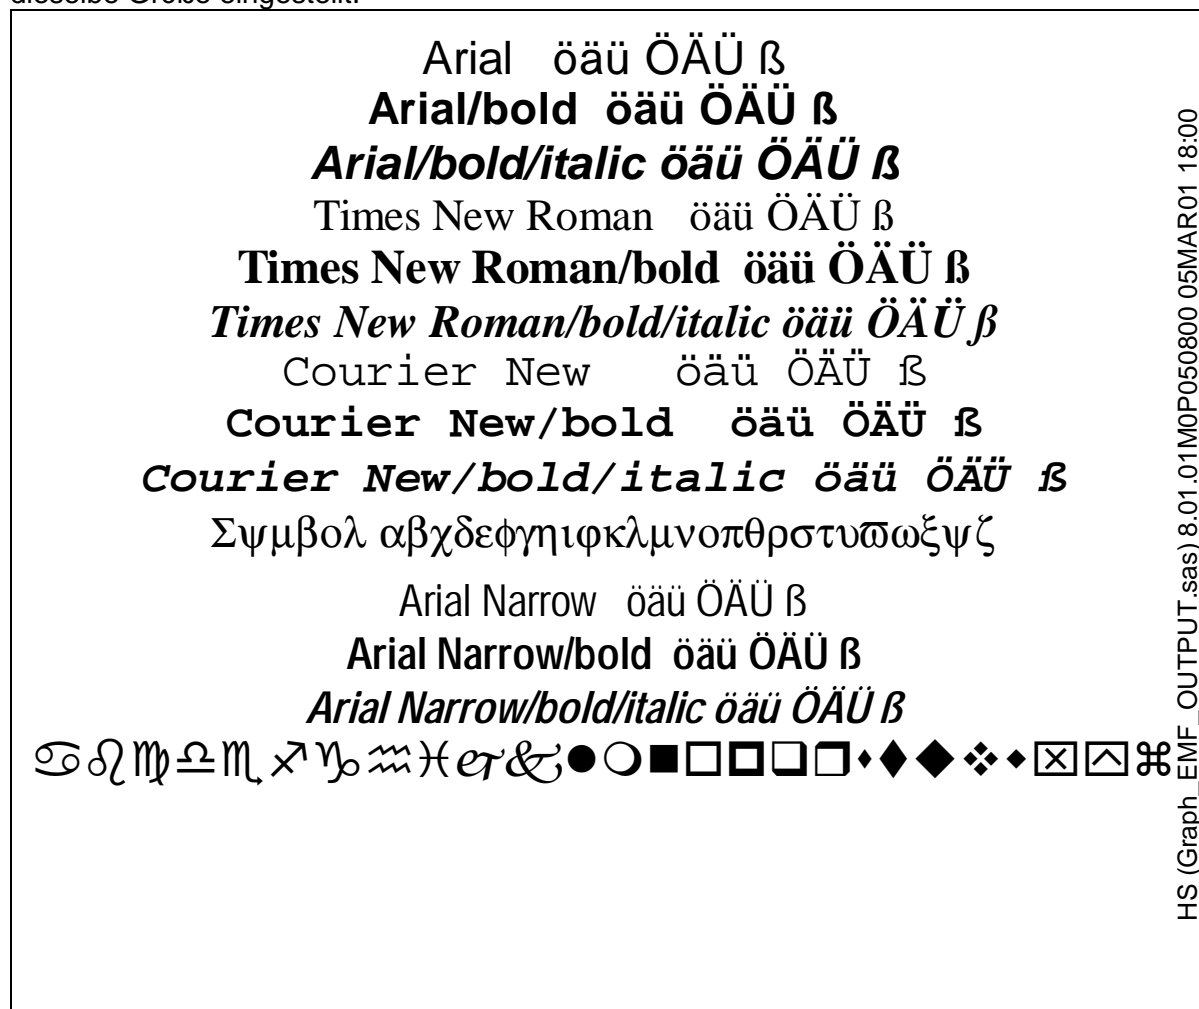 dieselbe Größe eingestellt.
Arial öäü ÖÄÜ ß
Arial/bold öäü ÖÄÜ ß
Arial/bold/italic öäü ÖÄÜ ß
Times New Roman öäü ÖÄÜ ß
Times New Roman/bold öäü ÖÄÜ ß
Times New Roman/bold/italic öäü ÖÄÜ ß
Courier New öäü ÖÄÜ ß
Courier New/bold öäü ÖÄÜ ß
Courier New/bold/italic öäü ÖÄÜ ß
Σψμβολ αβχδεφγηιϕκλμνοπθρστυϖωξψζ
Arial Narrow öäü ÖÄÜ ß
Arial Narrow/bold öäü ÖÄÜ ß
Arial Narrow/bold/italic öäü ÖÄÜ ß
♋♌♍♎♏♐♑♒♓🙰🙵●❍■□🞐❑❒⬧⧫◆❖⬥⌧⮹⌘
HS (Graph_EMF_OUTPUT.sas) 8.01.01M0P050800 05MAR01 18:00